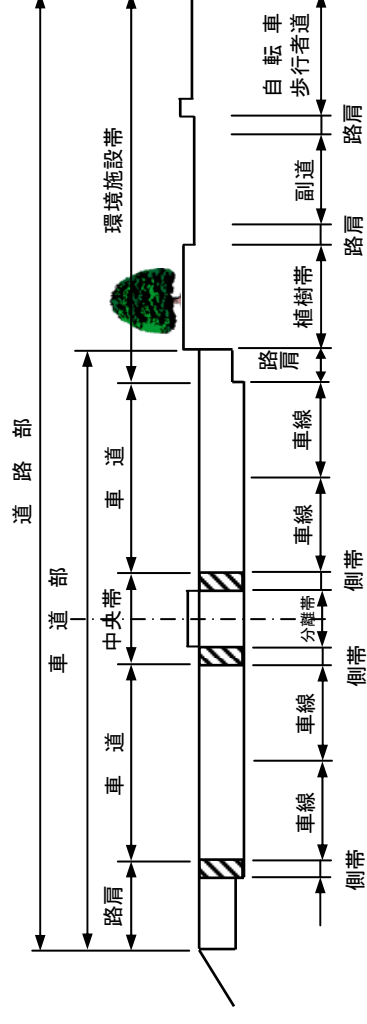 道路部
車道部
路肩
車道
中央帯
車道
環境施設帯
側帯
車線
車線
側帯
分離帯
側帯
車線
車線
路肩
植樹帯
路肩
副道
路肩
自転車
歩行者道